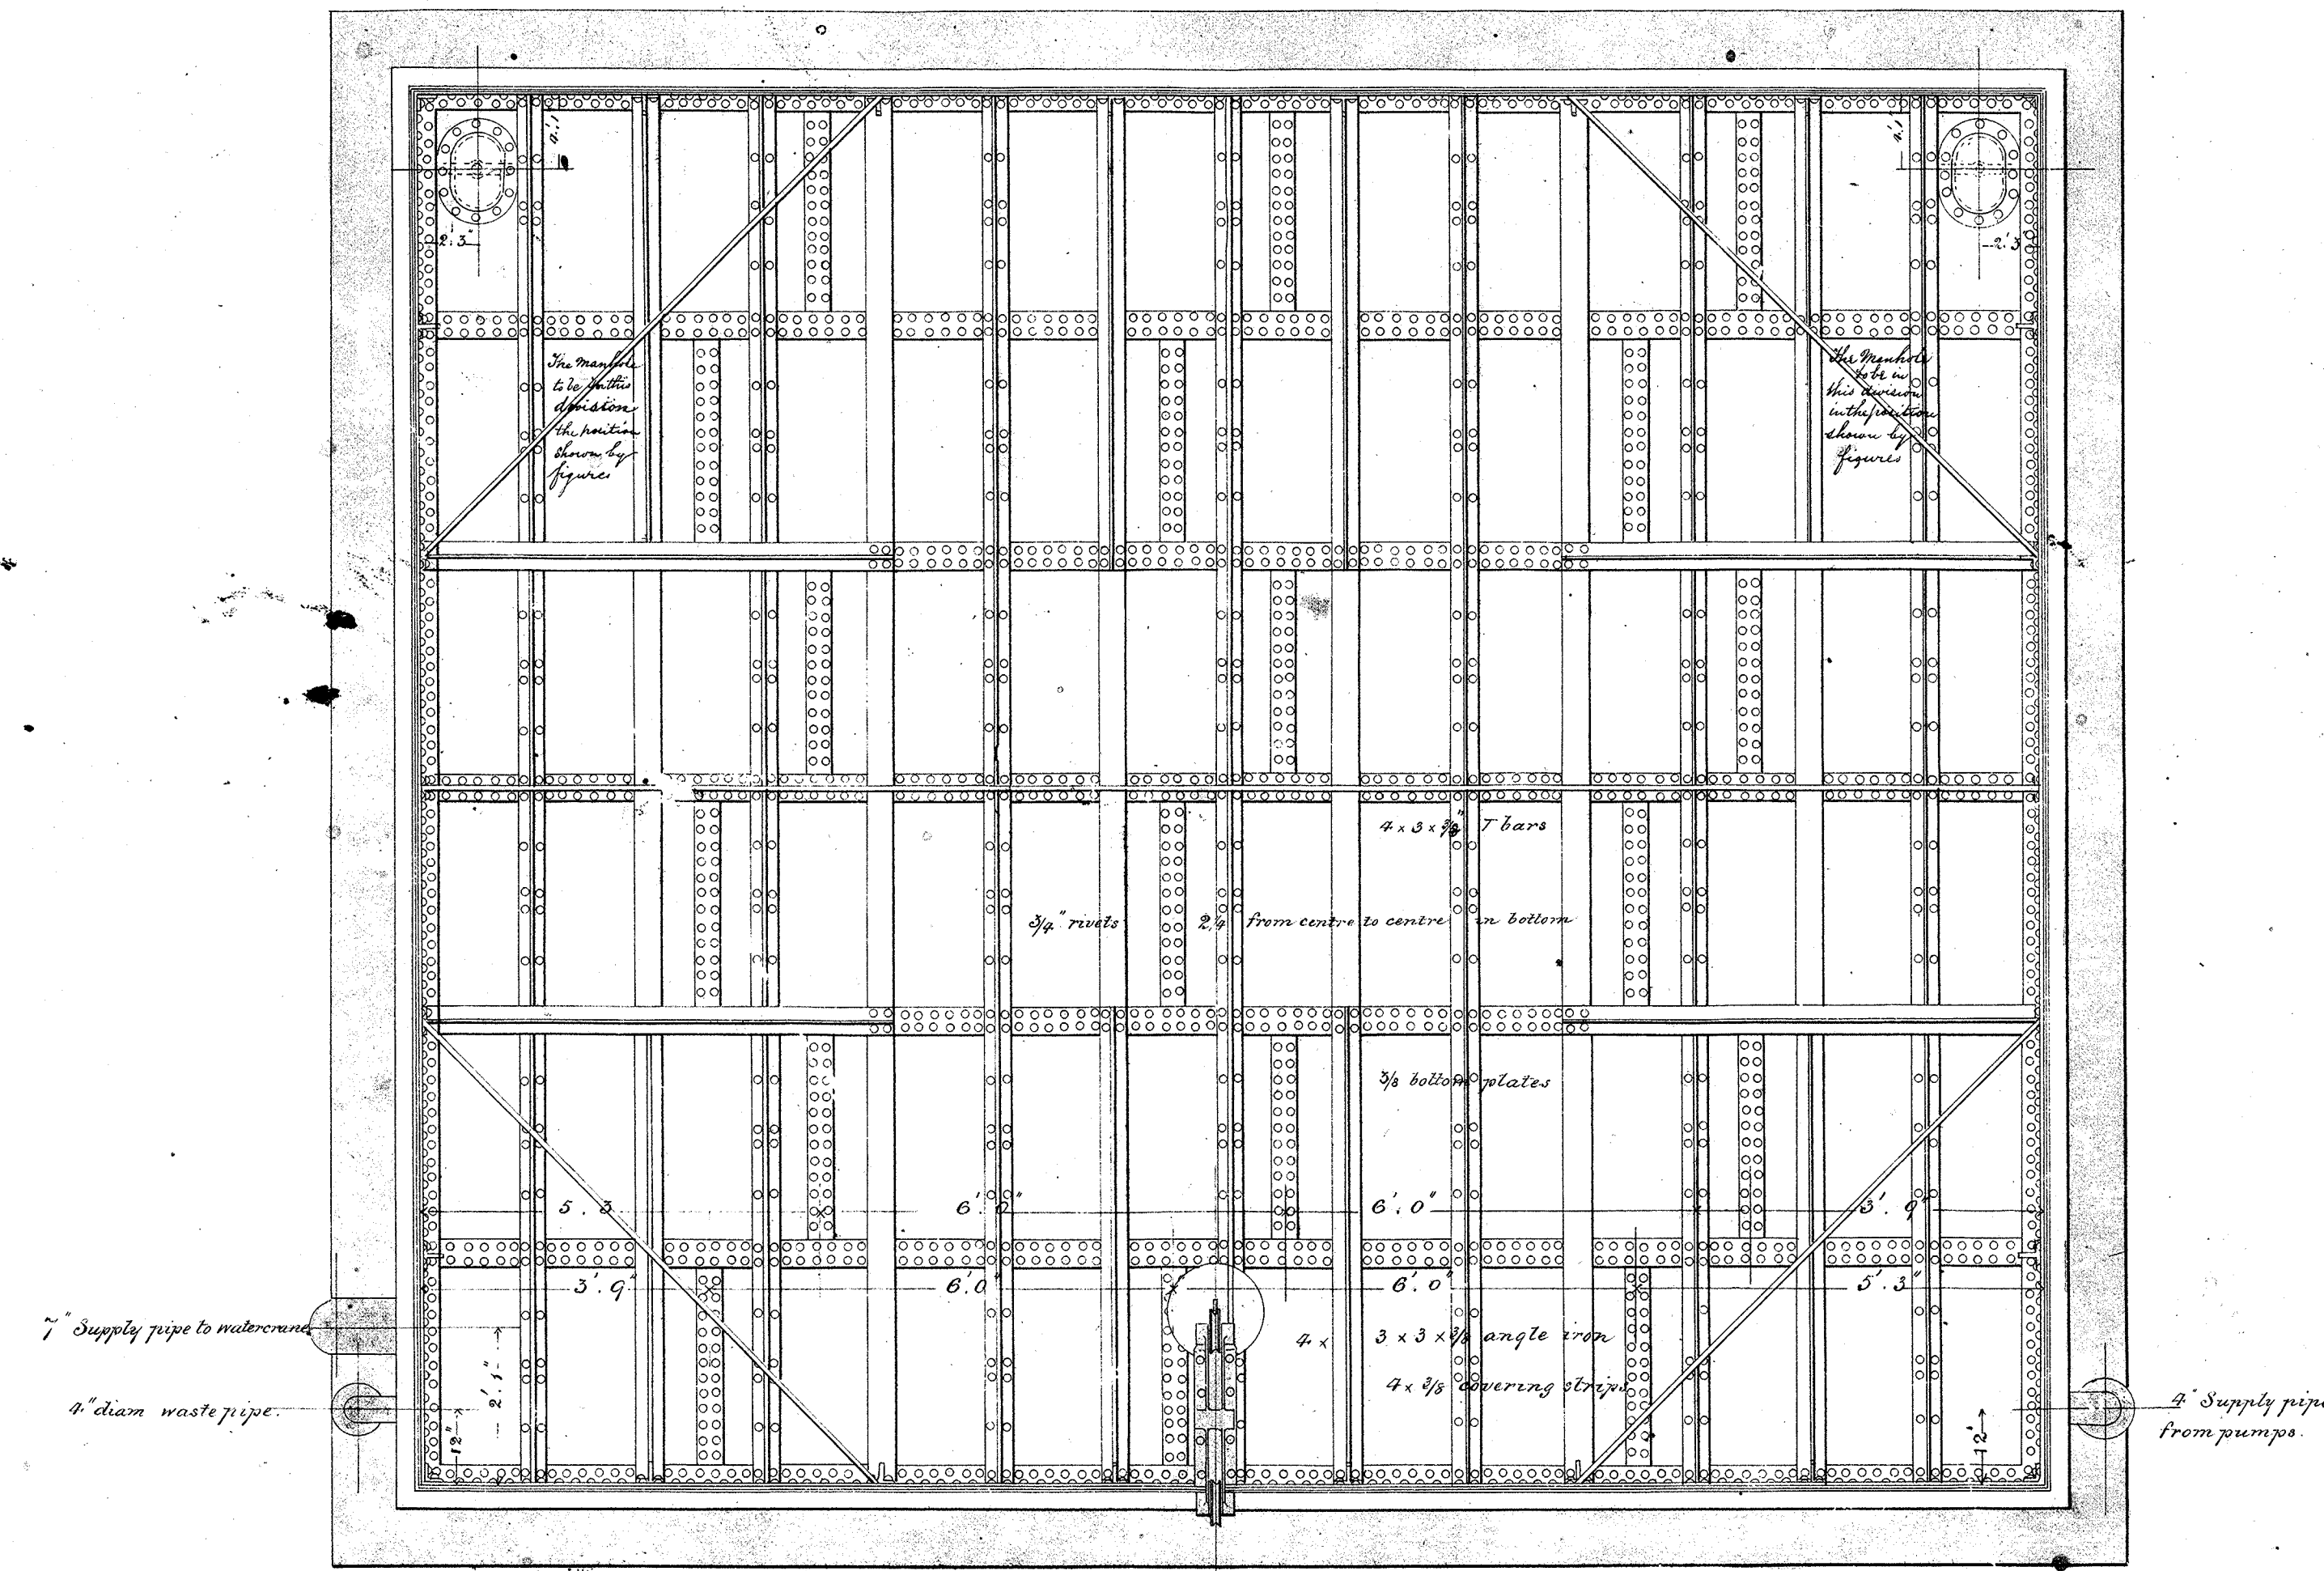 4'.1"
4'.1"
2'.3"
2'.3"
The Manhole
to be in this
division
the position
shown by
figures
The Manhole
to be in
this division
in the position
shown by
figures
4 x 3 x 3/8" T bars
3/4" rivets 2 1/4 from centre to centre in bottom
3/8 bottom plates
5.3 6'.0" 6'.0" 3'.9"
3'.9" 6'.0" 6'.0" 5'.3"
7" Supply pipe to watercrane
4 x 3 x 3 x 3/8 angle iron
4 x 3/8 covering strips
4" diam waste pipe.
12"
12"
4" Supply pipe
from pumps.